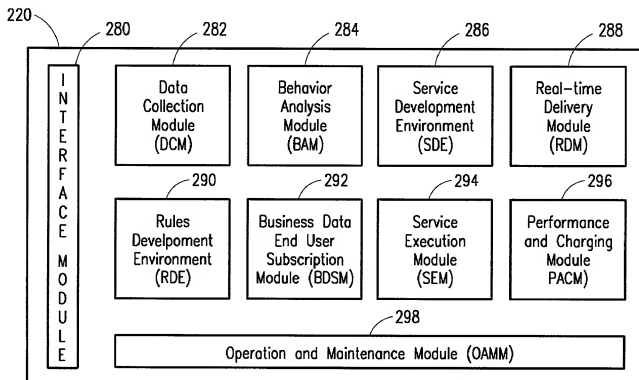 220
280
282
284
286
288
INTERFACE MODULE
Data
Collection
Module
(DCM)
Behavior
Analysis
Module
(BAM)
Service
Development
Environment
(SDE)
Real-time
Delivery
Module
(RDM)
290
292
294
296
Rules
Develpoment
Environment
(RDE)
Business Data
End User
Subscription
Module (BDSM)
Service
Execution
Module
(SEM)
Performance
and Charging
Module
PACM)
298
Operation and Maintenance Module (OAMM)